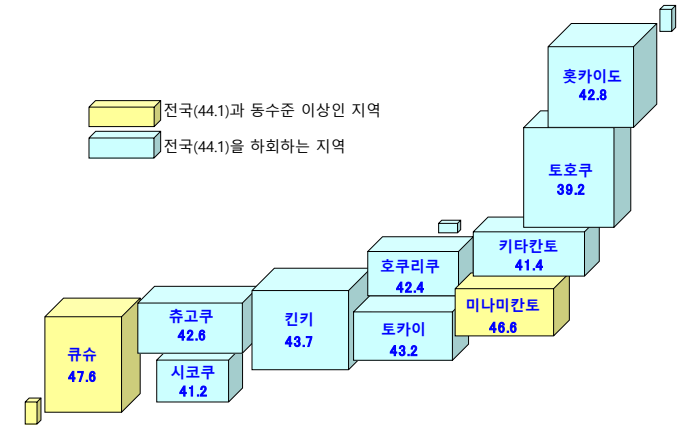 홋카이도
42.8
전국(44.1)과 동수준 이상인 지역
전국(44.1)을 하회하는 지역
토호쿠
39.2
키타칸토
41.4
호쿠리쿠
42.4
미나미칸토
46.6
츄고쿠
42.6
킨키
43.7
토카이
43.2
큐슈
47.6
시코쿠
41.2